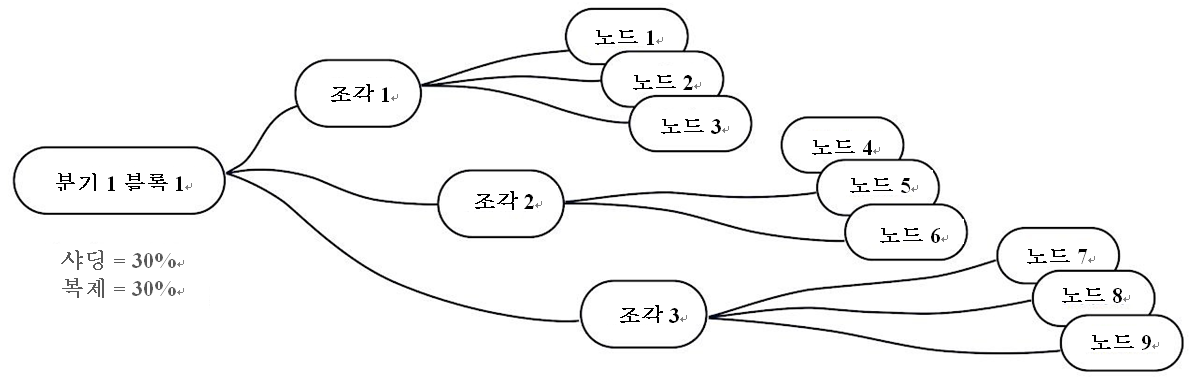 노드 1
노드 2
노드 3
조각 1
노드 4
노드 5
노드 6
조각 2
분기 1 블록 1
샤딩 = 30%
복제 = 30%
노드 7
노드 8
노드 9
조각 3